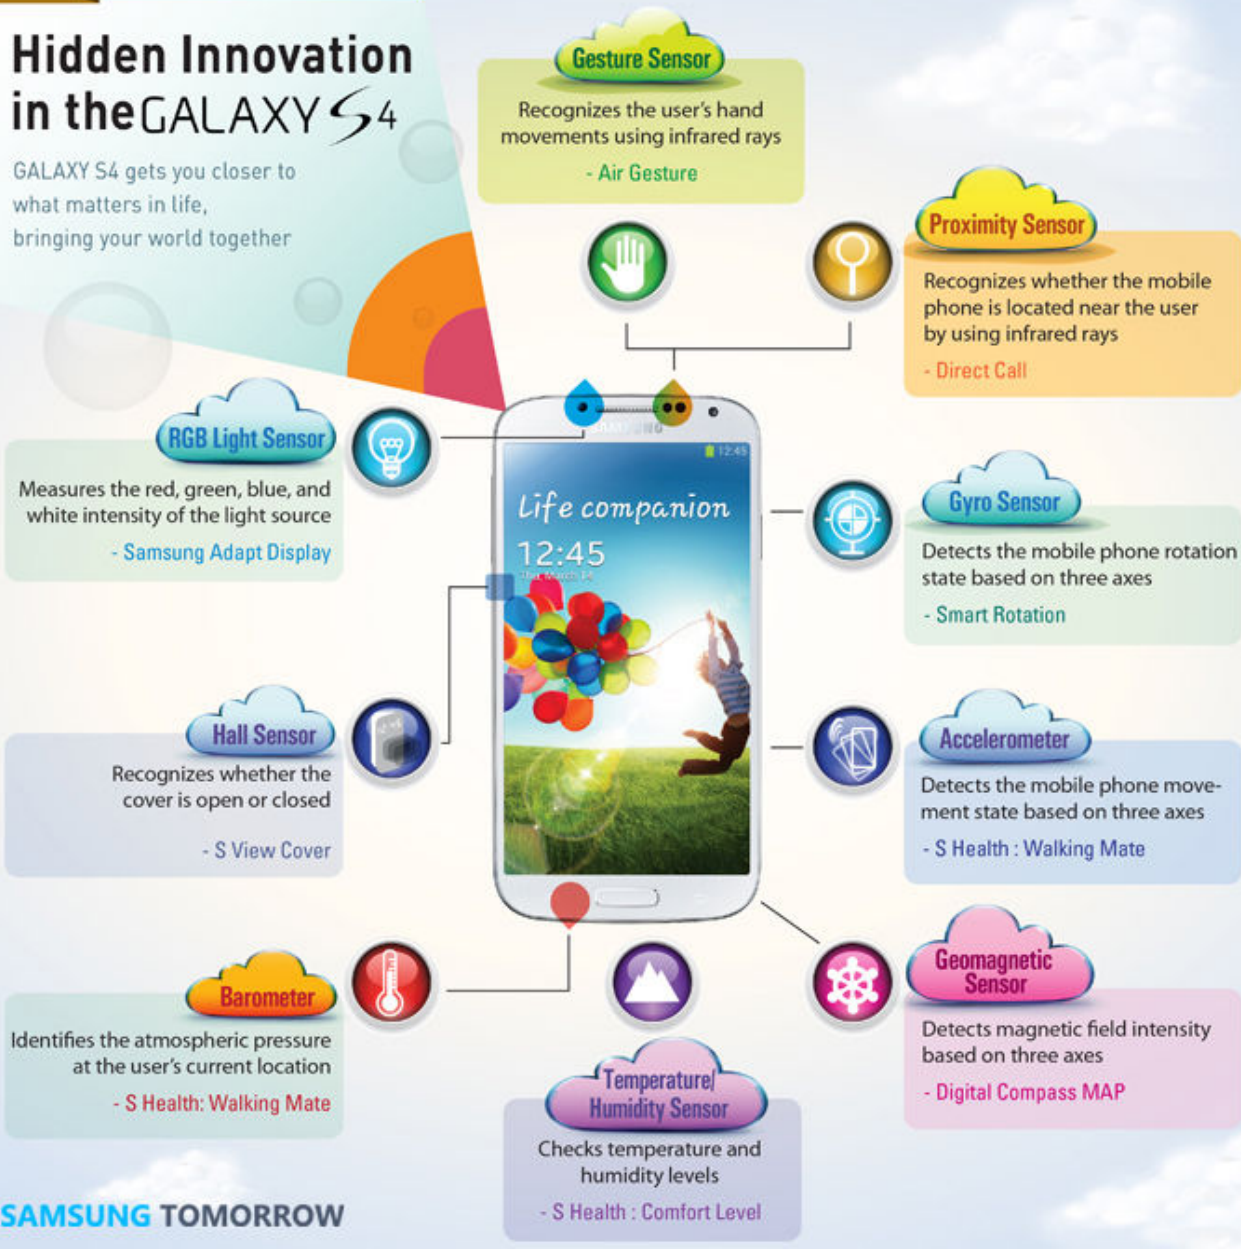 Hidden Innovation
in the GALAXY S4
GALAXY S4 gets you closer to
what matters in life,
bringing your world together
Gesture Sensor
Recognizes the user's hand
movements using infrared rays
- Air Gesture
Proximity Sensor
Recognizes whether the mobile
phone is located near the user
by using infrared rays
- Direct Call
RGB Light Sensor
Measures the red, green, blue, and
white intensity of the light source
- Samsung Adapt Display
SAMSUNG
12:45
Life companion
12:45
Thu, March 14
Gyro Sensor
Detects the mobile phone rotation
state based on three axes
- Smart Rotation
Hall Sensor
Recognizes whether the
cover is open or closed
- S View Cover
Accelerometer
Detects the mobile phone move-
ment state based on three axes
- S Health : Walking Mate
Barometer
Identifies the atmospheric pressure
at the user's current location
- S Health: Walking Mate
Geomagnetic
Sensor
Detects magnetic field intensity
based on three axes
- Digital Compass MAP
Temperature/
Humidity Sensor
Checks temperature and
humidity levels
- S Health : Comfort Level
SAMSUNG TOMORROW